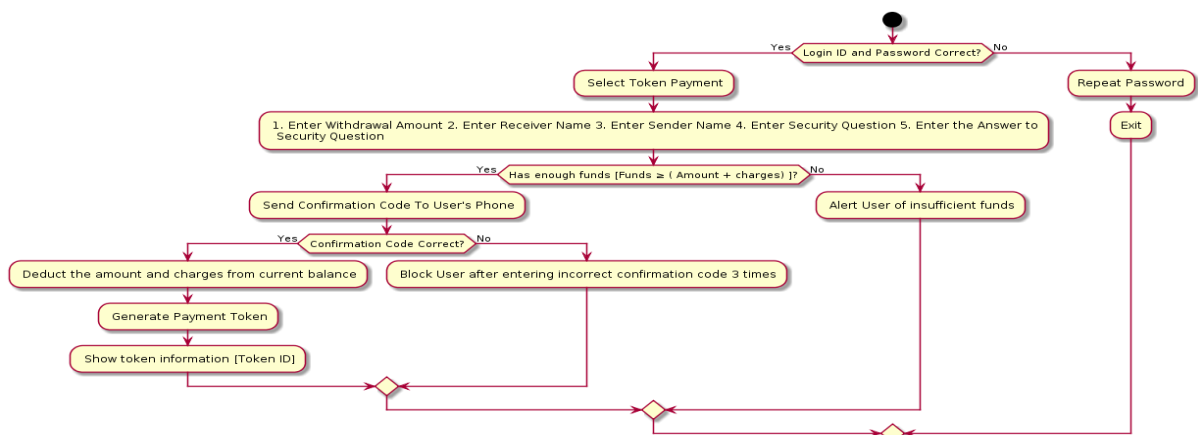 Yes
Login ID and Password Correct?
No
Select Token Payment
Repeat Password
1. Enter Withdrawal Amount 2. Enter Receiver Name 3. Enter Sender Name 4. Enter Security Question 5. Enter the Answer to
Security Question
Exit
Yes
Has enough funds [Funds ≥ ( Amount + charges) ]?
No
Send Confirmation Code To User's Phone
Alert User of insufficient funds
Yes
Confirmation Code Correct?
No
Deduct the amount and charges from current balance
Block User after entering incorrect confirmation code 3 times
Generate Payment Token
Show token information [Token ID]